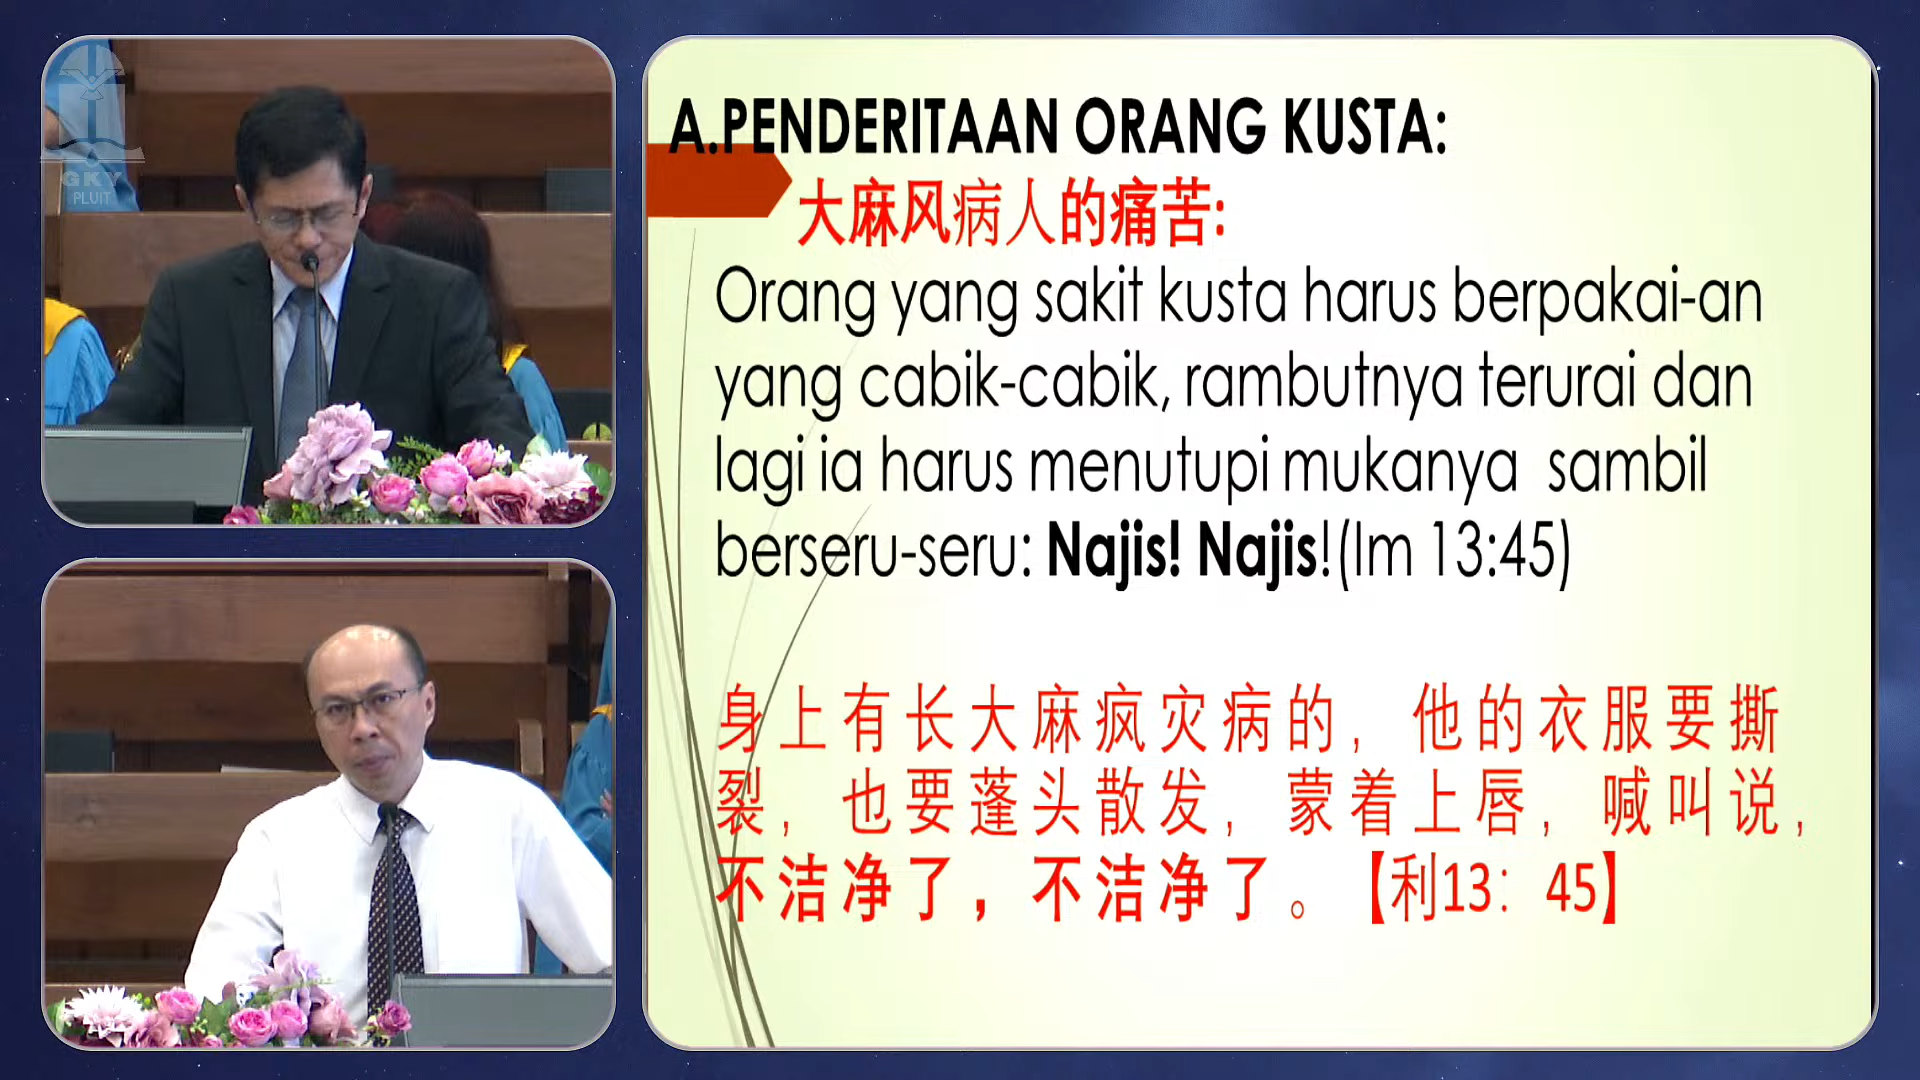 GKY
PLUIT
A.PENDERITAAN ORANG KUSTA:
大麻风病人的痛苦:
Orang yang sakit kusta harus berpakai-an
yang cabik-cabik, rambutnya terurai dan
lagi ia harus menutupi mukanya sambil
berseru-seru: Najis! Najis!(Im 13:45)
身上有长大麻疯灾病的，他的衣服要撕
裂，也要蓬头散发，蒙着上唇，喊叫说，
不洁净了，不洁净了。【利13：45】